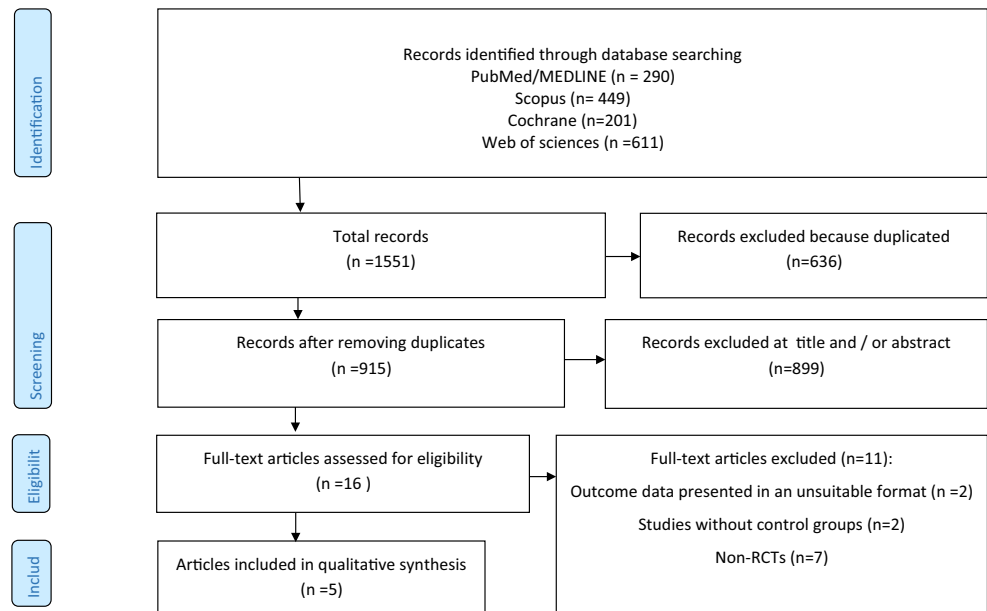 Identification
Records identified through database searching
PubMed/MEDLINE (n = 290)
Scopus (n= 449)
Cochrane (n=201)
Web of sciences (n =611)
Screening
Total records
(n =1551)
Records excluded because duplicated
(n=636)
Records after removing duplicates
(n =915)
Records excluded at title and / or abstract
(n=899)
Eligibilit
Full-text articles assessed for eligibility
(n =16 )
Full-text articles excluded (n=11):
Outcome data presented in an unsuitable format (n =2)
Studies without control groups (n=2)
Non-RCTs (n=7)
Includ
Articles included in qualitative synthesis
(n =5)